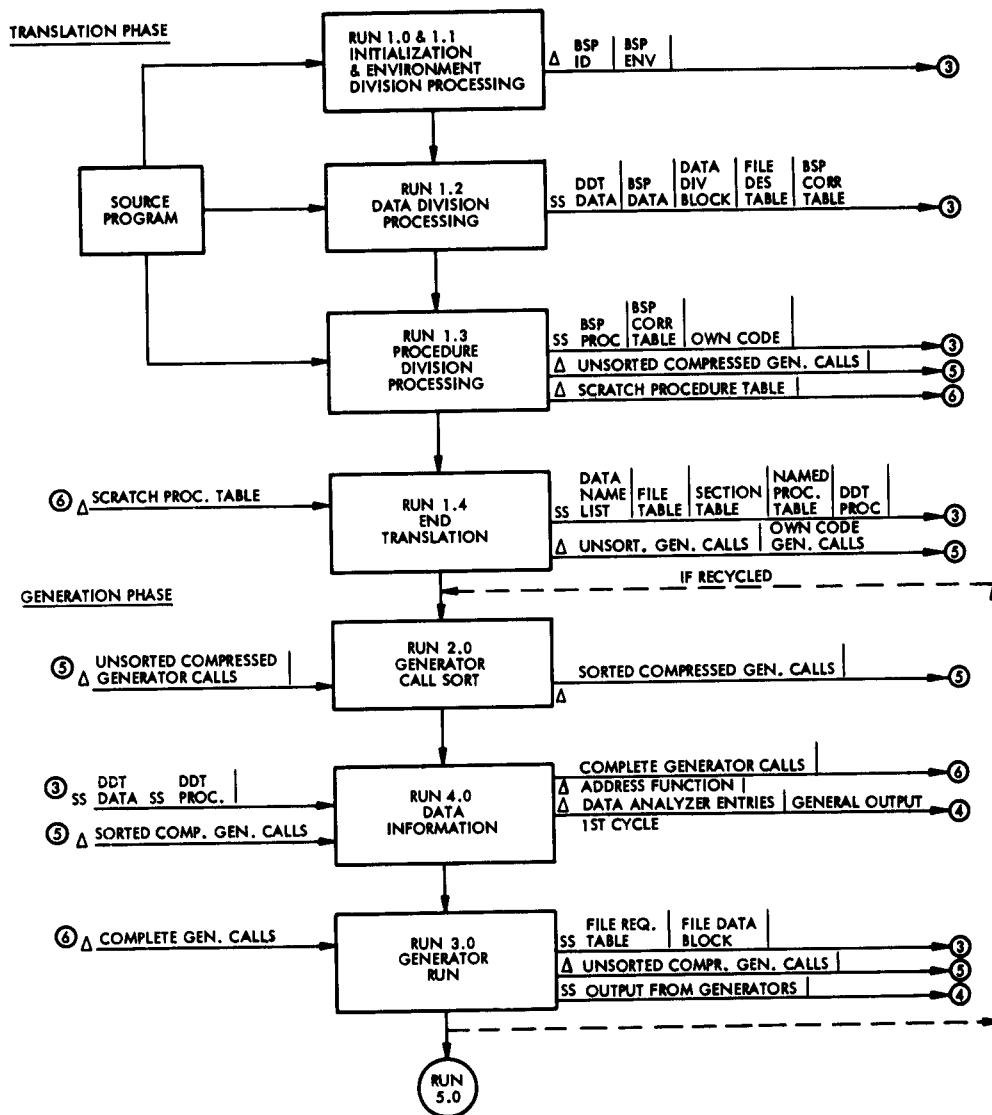 TRANSLATION PHASE
RUN 1.0 & 1.1
INITIALIZATION
& ENVIRONMENT
DIVISION PROCESSING
Δ BSP ID | BSP ENV |
③
SOURCE
PROGRAM
RUN 1.2
DATA DIVISION
PROCESSING
SS DDT DATA | BSP DATA | DATA DIV BLOCK | FILE DES TABLE | BSP CORR TABLE
③
RUN 1.3
PROCEDURE
DIVISION
PROCESSING
SS BSP PROC | BSP CORR TABLE | OWN CODE |
③
Δ UNSORTED COMPRESSED GEN. CALLS |
⑤
Δ SCRATCH PROCEDURE TABLE |
⑥
⑥ Δ SCRATCH PROC. TABLE
RUN 1.4
END
TRANSLATION
SS DATA NAME LIST | FILE TABLE | SECTION TABLE | NAMED PROC. TABLE | DDT PROC |
③
Δ UNSORT. GEN. CALLS | OWN CODE GEN. CALLS
⑤
IF RECYCLED
GENERATION PHASE
⑤ Δ UNSORTED COMPRESSED
GENERATOR CALLS |
RUN 2.0
GENERATOR
CALL SORT
Δ SORTED COMPRESSED GEN. CALLS |
⑤
③ SS DDT DATA SS DDT PROC. |
⑤ Δ SORTED COMP. GEN. CALLS |
RUN 4.0
DATA
INFORMATION
COMPLETE GENERATOR CALLS |
⑥
Δ ADDRESS FUNCTION |
Δ DATA ANALYZER ENTRIES | GENERAL OUTPUT
④
1ST CYCLE
⑥ Δ COMPLETE GEN. CALLS |
RUN 3.0
GENERATOR
RUN
SS FILE REQ. TABLE | FILE DATA BLOCK |
③
Δ UNSORTED COMPR. GEN. CALLS |
⑤
SS OUTPUT FROM GENERATORS |
④
RUN
5.0